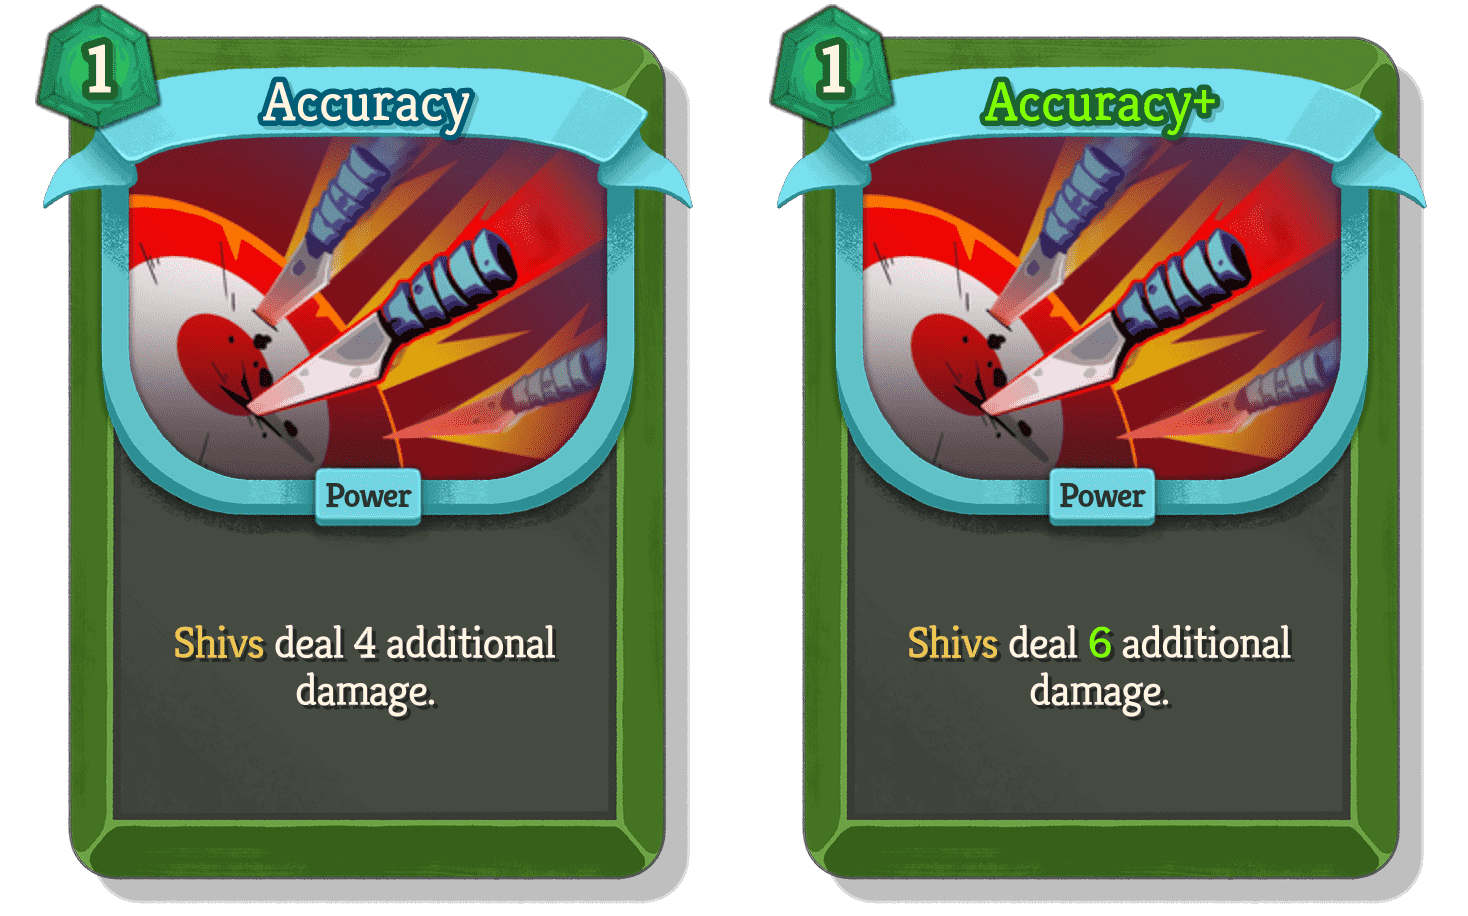 1
Accuracy
Power
Shivs deal 4 additional
damage.
1
Accuracy+
Power
Shivs deal 6 additional
damage.